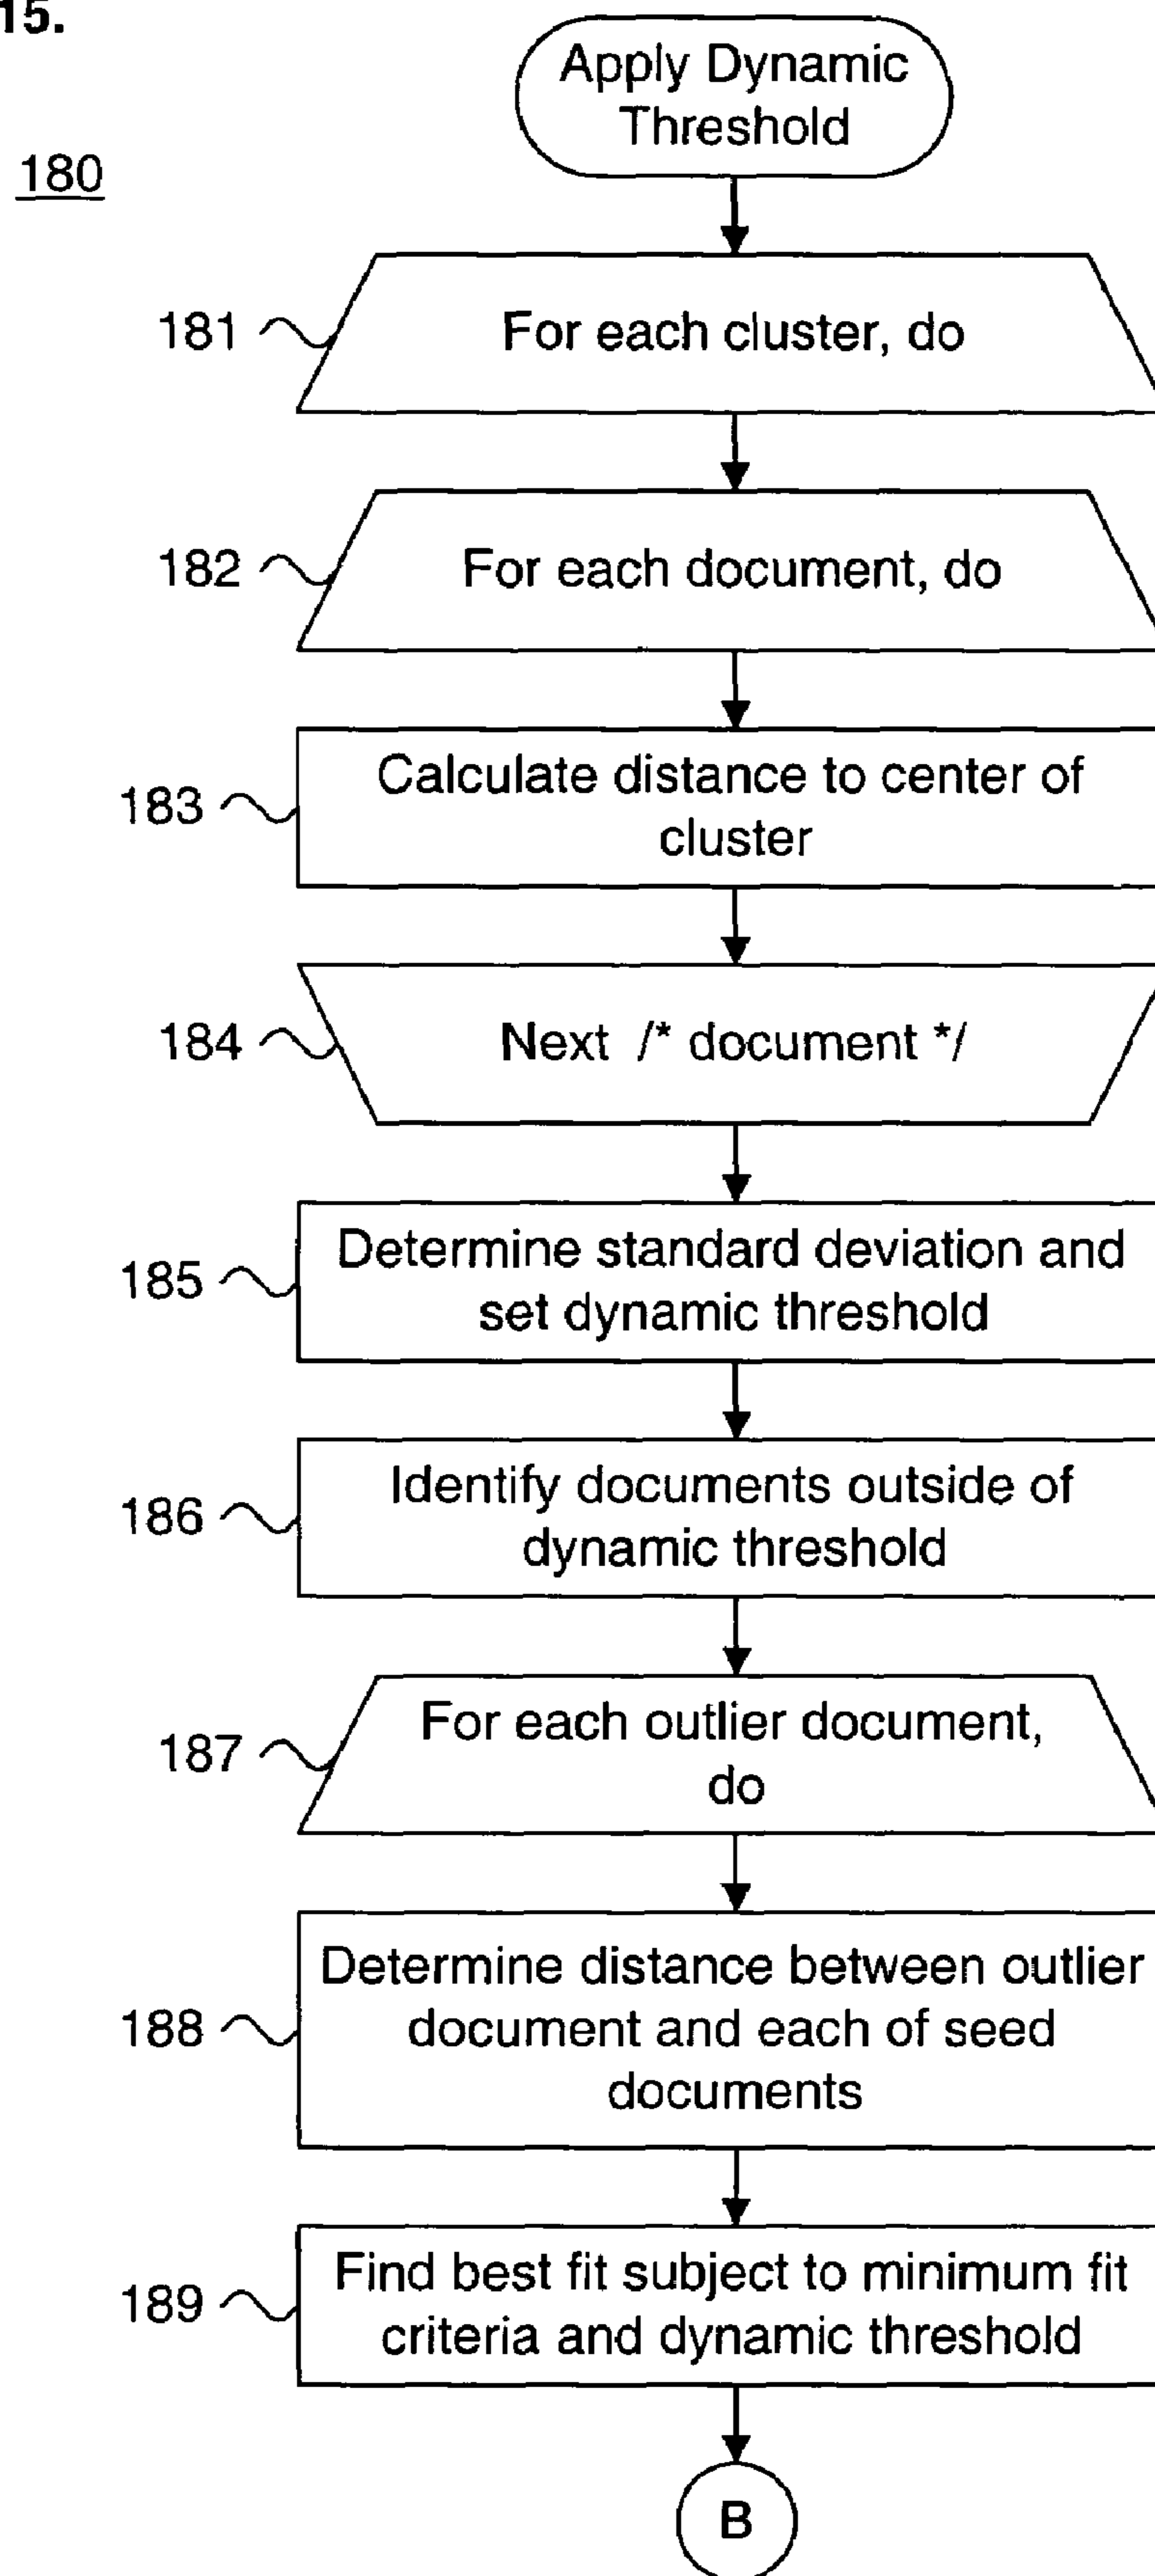 15.
Apply Dynamic
Threshold
180
181
For each cluster, do
182
For each document, do
183
Calculate distance to center of
cluster
184
Next /* document */
185
Determine standard deviation and
set dynamic threshold
186
Identify documents outside of
dynamic threshold
187
For each outlier document,
do
188
Determine distance between outlier
document and each of seed
documents
189
Find best fit subject to minimum fit
criteria and dynamic threshold
B